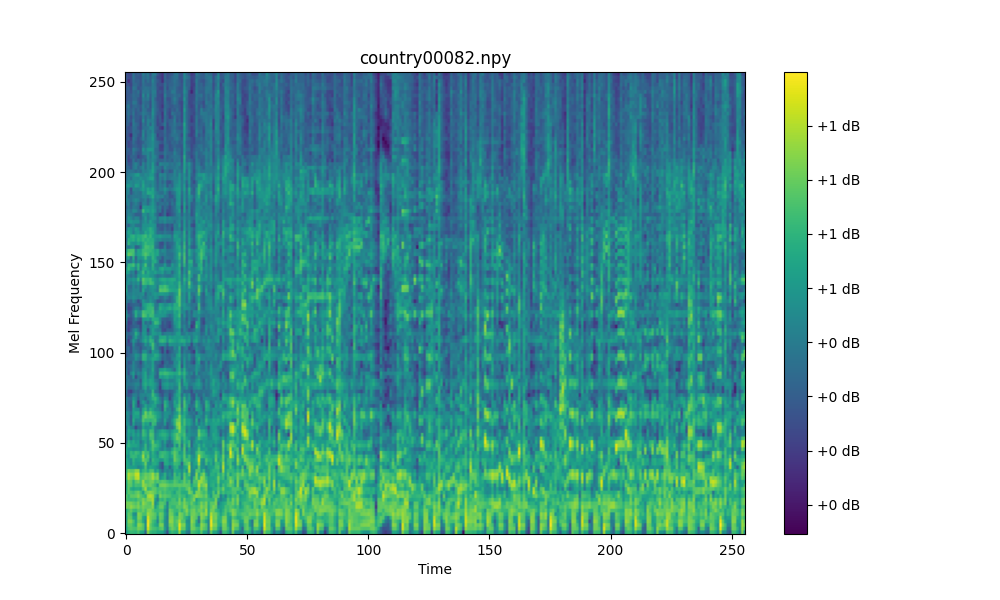 country00082.npy
250
200
150
100
50
0
Mel Frequency
0 50 100 150 200 250
Time
+1 dB
+1 dB
+1 dB
+1 dB
+0 dB
+0 dB
+0 dB
+0 dB